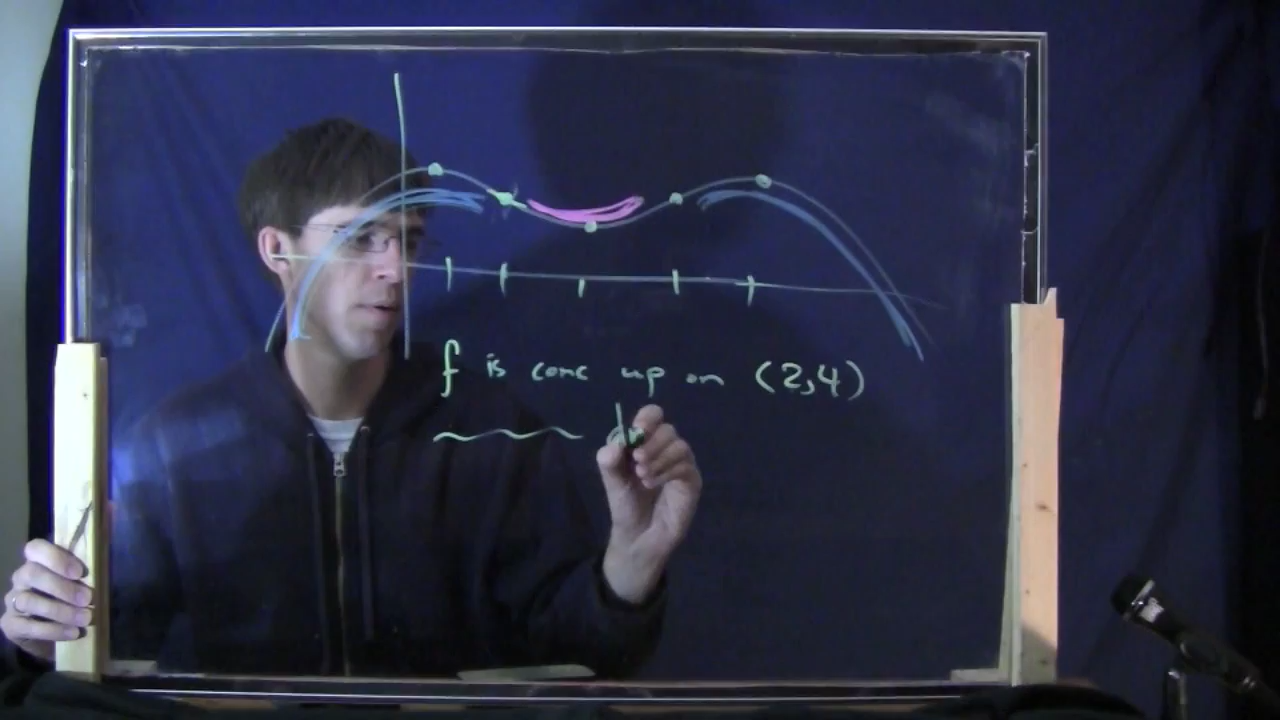 f is conc up on (2,4)